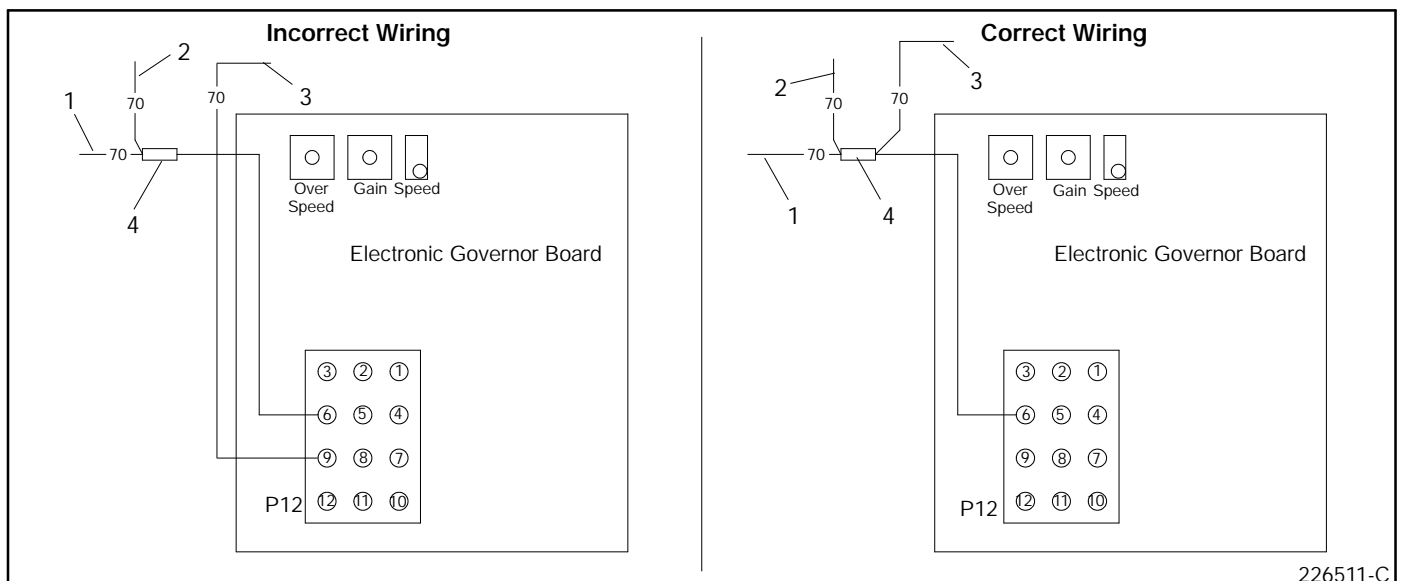 Incorrect Wiring
2
70
70
3
1
70
4
Over
Speed
Gain
Speed
Electronic Governor Board
3 2 1
6 5 4
9 8 7
P12
12 11 10
Correct Wiring
2
70
70
3
70
1
4
Over
Speed
Gain
Speed
Electronic Governor Board
3 2 1
6 5 4
9 8 7
P12
12 11 10
226511-C